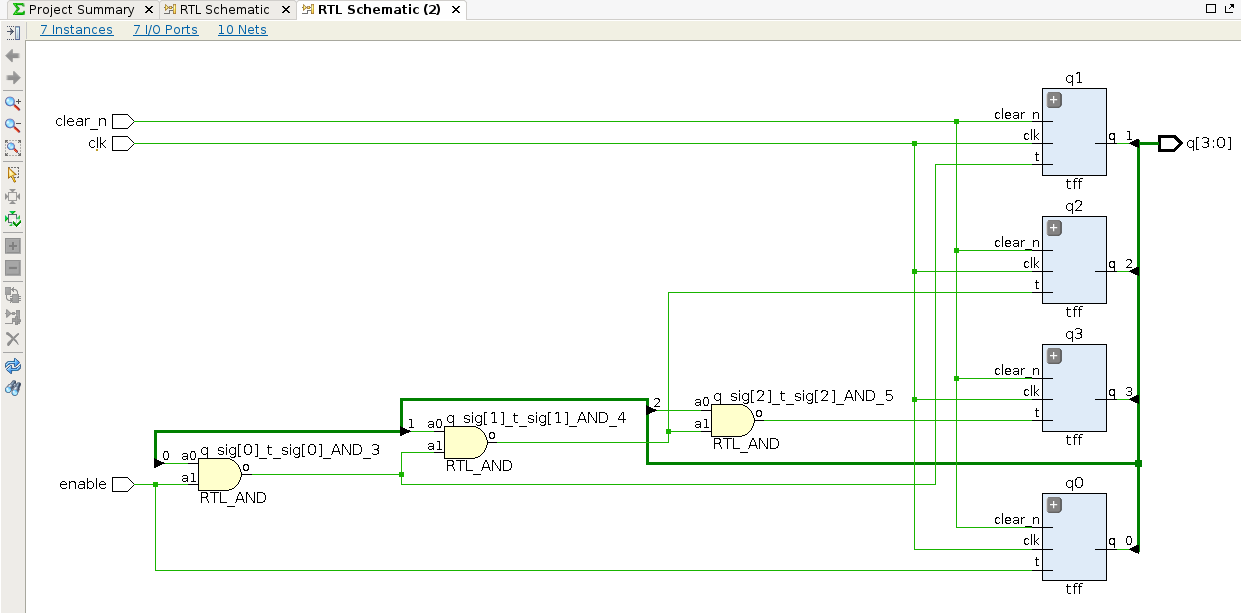 Project Summary
RTL Schematic
RTL Schematic (2)
7 Instances
7 I/O Ports
10 Nets
clear_n
clk
enable
0 a0
a1
q_sig[0]_t_sig[0]_AND_3
o
RTL_AND
1 a0
a1
q_sig[1]_t_sig[1]_AND_4
o
RTL_AND
2
a0
a1
q_sig[2]_t_sig[2]_AND_5
o
RTL_AND
q1
clear_n
clk
t
q 1
tff
q[3:0]
q2
clear_n
clk
t
q 2
tff
q3
clear_n
clk
t
q 3
tff
q0
clear_n
clk
t
q 0
tff